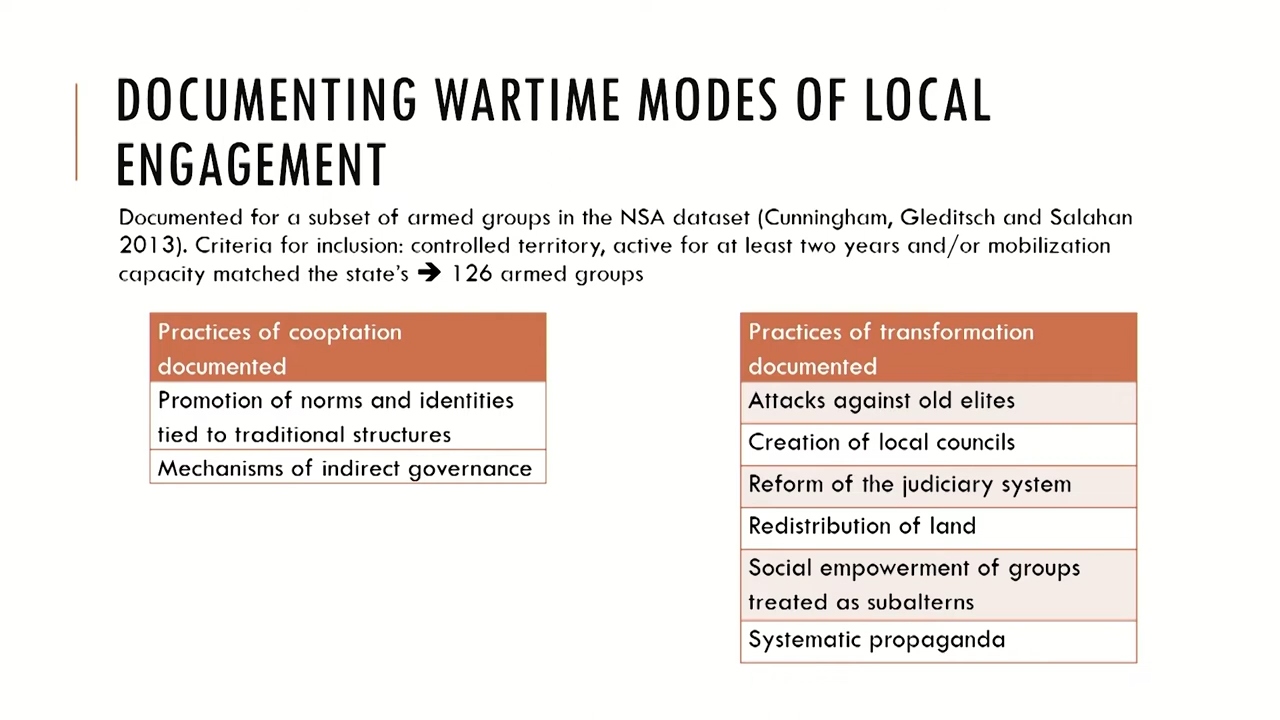 DOCUMENTING WARTIME MODES OF LOCAL
ENGAGEMENT
Documented for a subset of armed groups in the NSA dataset (Cunningham, Gleditsch and Salahan
2013). Criteria for inclusion: controlled territory, active for at least two years and/or mobilization
capacity matched the state's ➔ 126 armed groups
Practices of cooptation
documented
Promotion of norms and identities
tied to traditional structures
Mechanisms of indirect governance
Practices of transformation
documented
Attacks against old elites
Creation of local councils
Reform of the judiciary system
Redistribution of land
Social empowerment of groups
treated as subalterns
Systematic propaganda